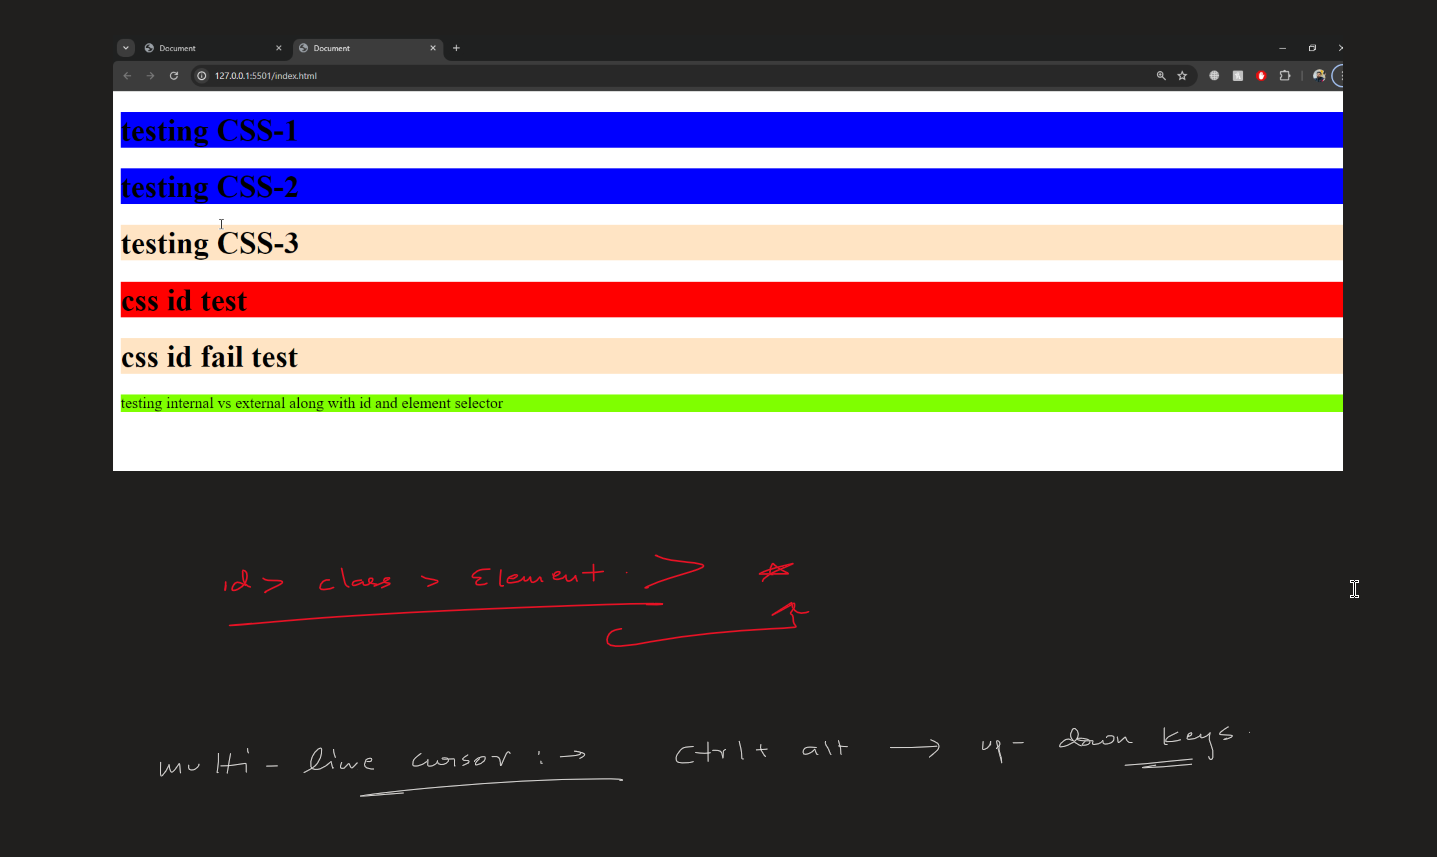 Document
Document
127.0.0.1:5501/index.html
testing CSS-1
testing CSS-2
testing CSS-3
css id test
css id fail test
testing internal vs external along with id and element selector
id > class > Element . > *
multi - line cursor : → Ctrl + alt → up - down keys.